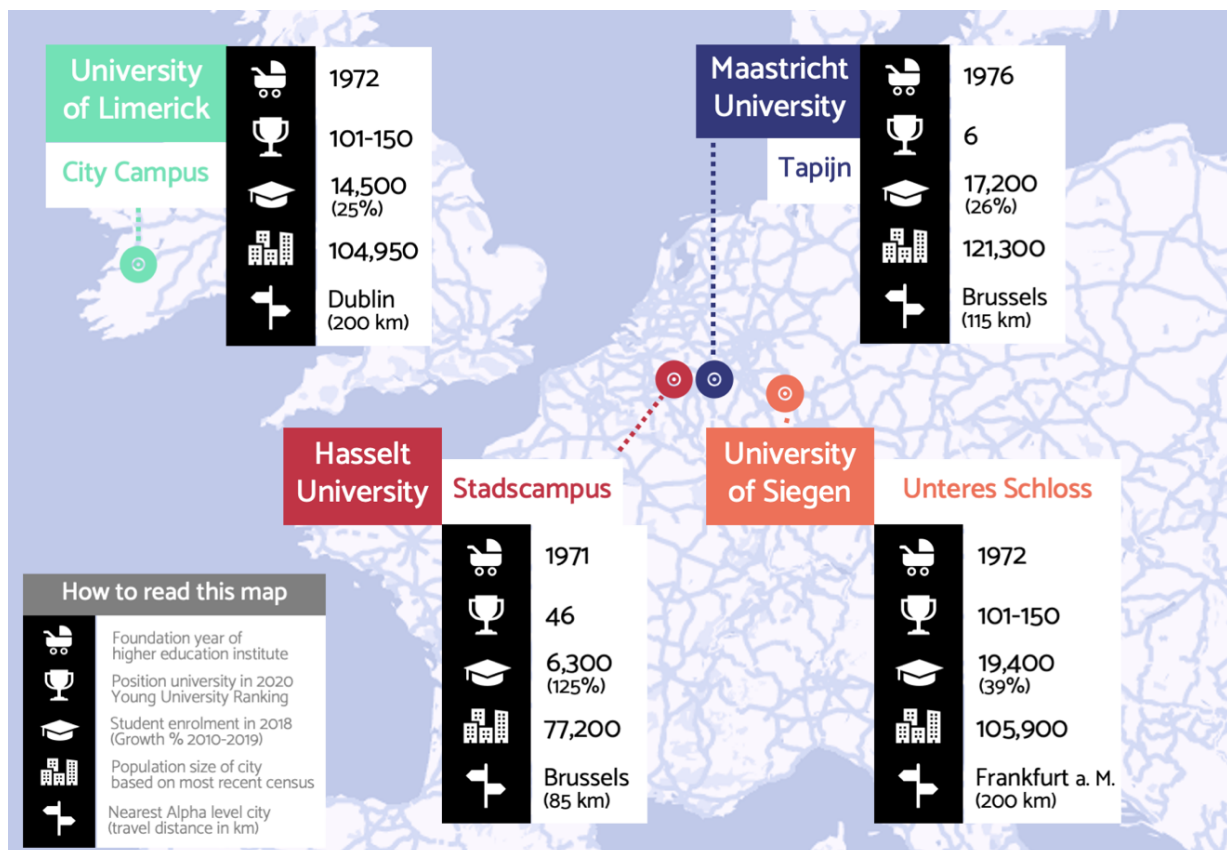 University
of Limerick
City Campus
1972
101-150
14,500
(25%)
104,950
Dublin
(200 km)
Maastricht
University
Tapijn
1976
6
17,200
(26%)
121,300
Brussels
(115 km)
Hasselt
University
Stadscampus
1971
46
6,300
(125%)
77,200
Brussels
(85 km)
University
of Siegen
Unteres Schloss
1972
101-150
19,400
(39%)
105,900
Frankfurt a. M.
(200 km)
How to read this map
Foundation year of
higher education institute
Position university in 2020
Young University Ranking
Student enrolment in 2018
(Growth % 2010-2019)
Population size of city
based on most recent census
Nearest Alpha level city
(travel distance in km)